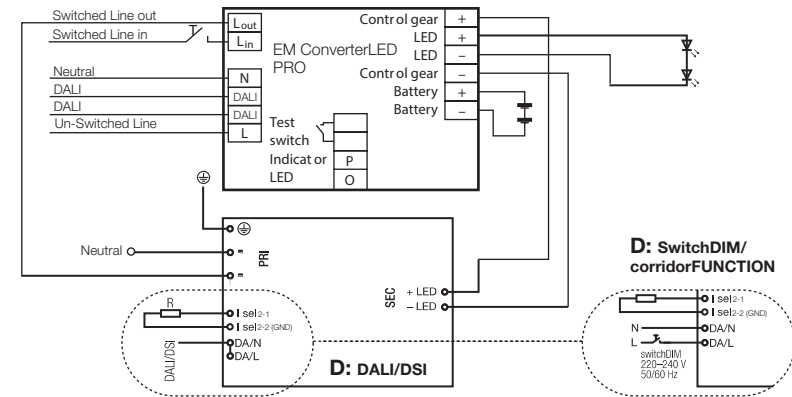 Switched Line out
Switched Line in
Neutral
DALI
DALI
Un-Switched Line
Lout
Lin
N
DALI
DALI
L
EM ConverterLED
PRO
Test
switch
Indicator
LED
P
O
Control gear +
LED +
LED –
Control gear –
Battery +
Battery –
Neutral
PRI
SEC
+ LED
– LED
R
I sel2-1
I sel2-2 (GND)
DA/N
DA/L
DALI/DSI
D: DALI/DSI
D: SwitchDIM/
corridorFUNCTION
I sel2-1
I sel2-2 (GND)
N
DA/N
L
DA/L
switchDIM
220–240 V
50/60 Hz